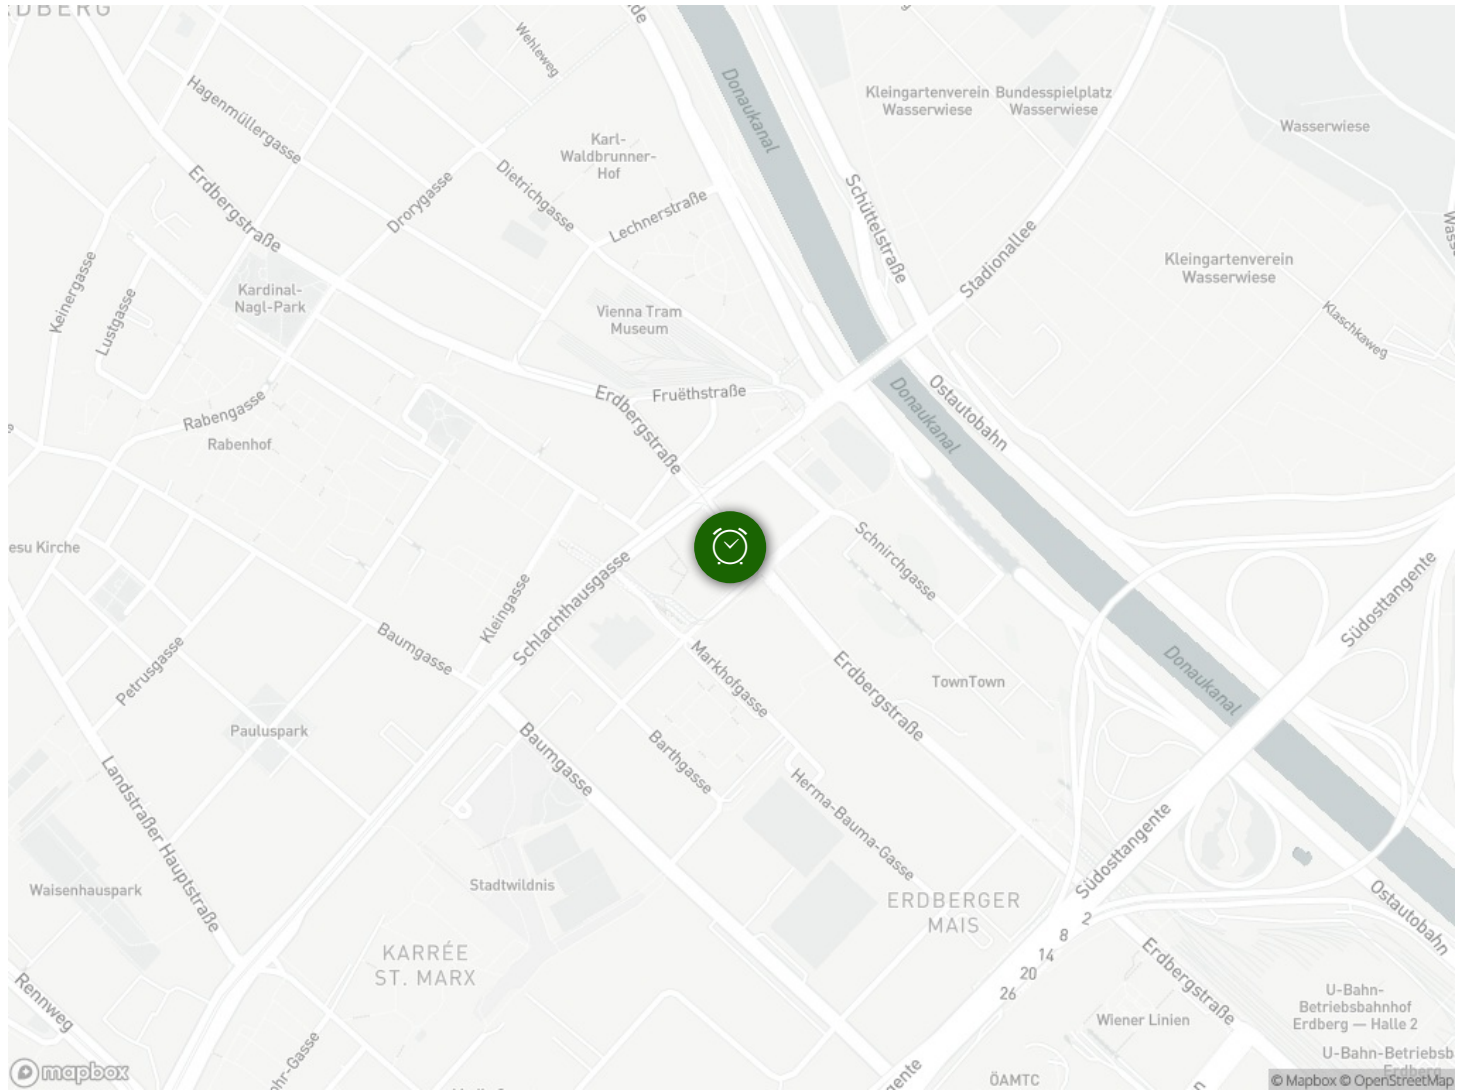 Wehleweg
Donaukanal
Kleingartenverein
Wasserwiese
Bundesspielplatz
Wasserwiese
Wasserwiese
Hagenmüllergasse
Karl-
Waldbrunner-
Hof
Dietrichgasse
Drorygasse
Erdbergstraße
Lechnerstraße
Schüttelstraße
Stadionallee
Kleingartenverein
Wasserwiese
Keinergasse
Lustgasse
Kardinal-
Nagl-Park
Vienna Tram
Museum
Klaschkaweg
Rabengasse
Rabenhof
Erdbergstraße
Fruëthstraße
Donaukanal
Ostautobahn
esu Kirche
Schlachthausgasse
Kleingasse
Schnirchgasse
Südosttangente
Petrusgasse
Baumgasse
Markhofgasse
Erdbergstraße
TownTown
Donaukanal
Pauluspark
Baumgasse
Barthgasse
Landstraßer Hauptstraße
Herma-Bauma-Gasse
Südosttangente
Waisenhauspark
Stadtwildnis
ERDBERGER
MAIS
2
8
14
20
26
Ostautobahn
KARRÉE
ST. MARX
Erdbergstraße
Rennweg
U-Bahn-
Betriebsbahnhof
Erdberg — Halle 2
Wiener Linien
U-Bahn-Betriebsb
Erdberg
ÖAMTC
mapbox
© Mapbox © OpenStreetMap